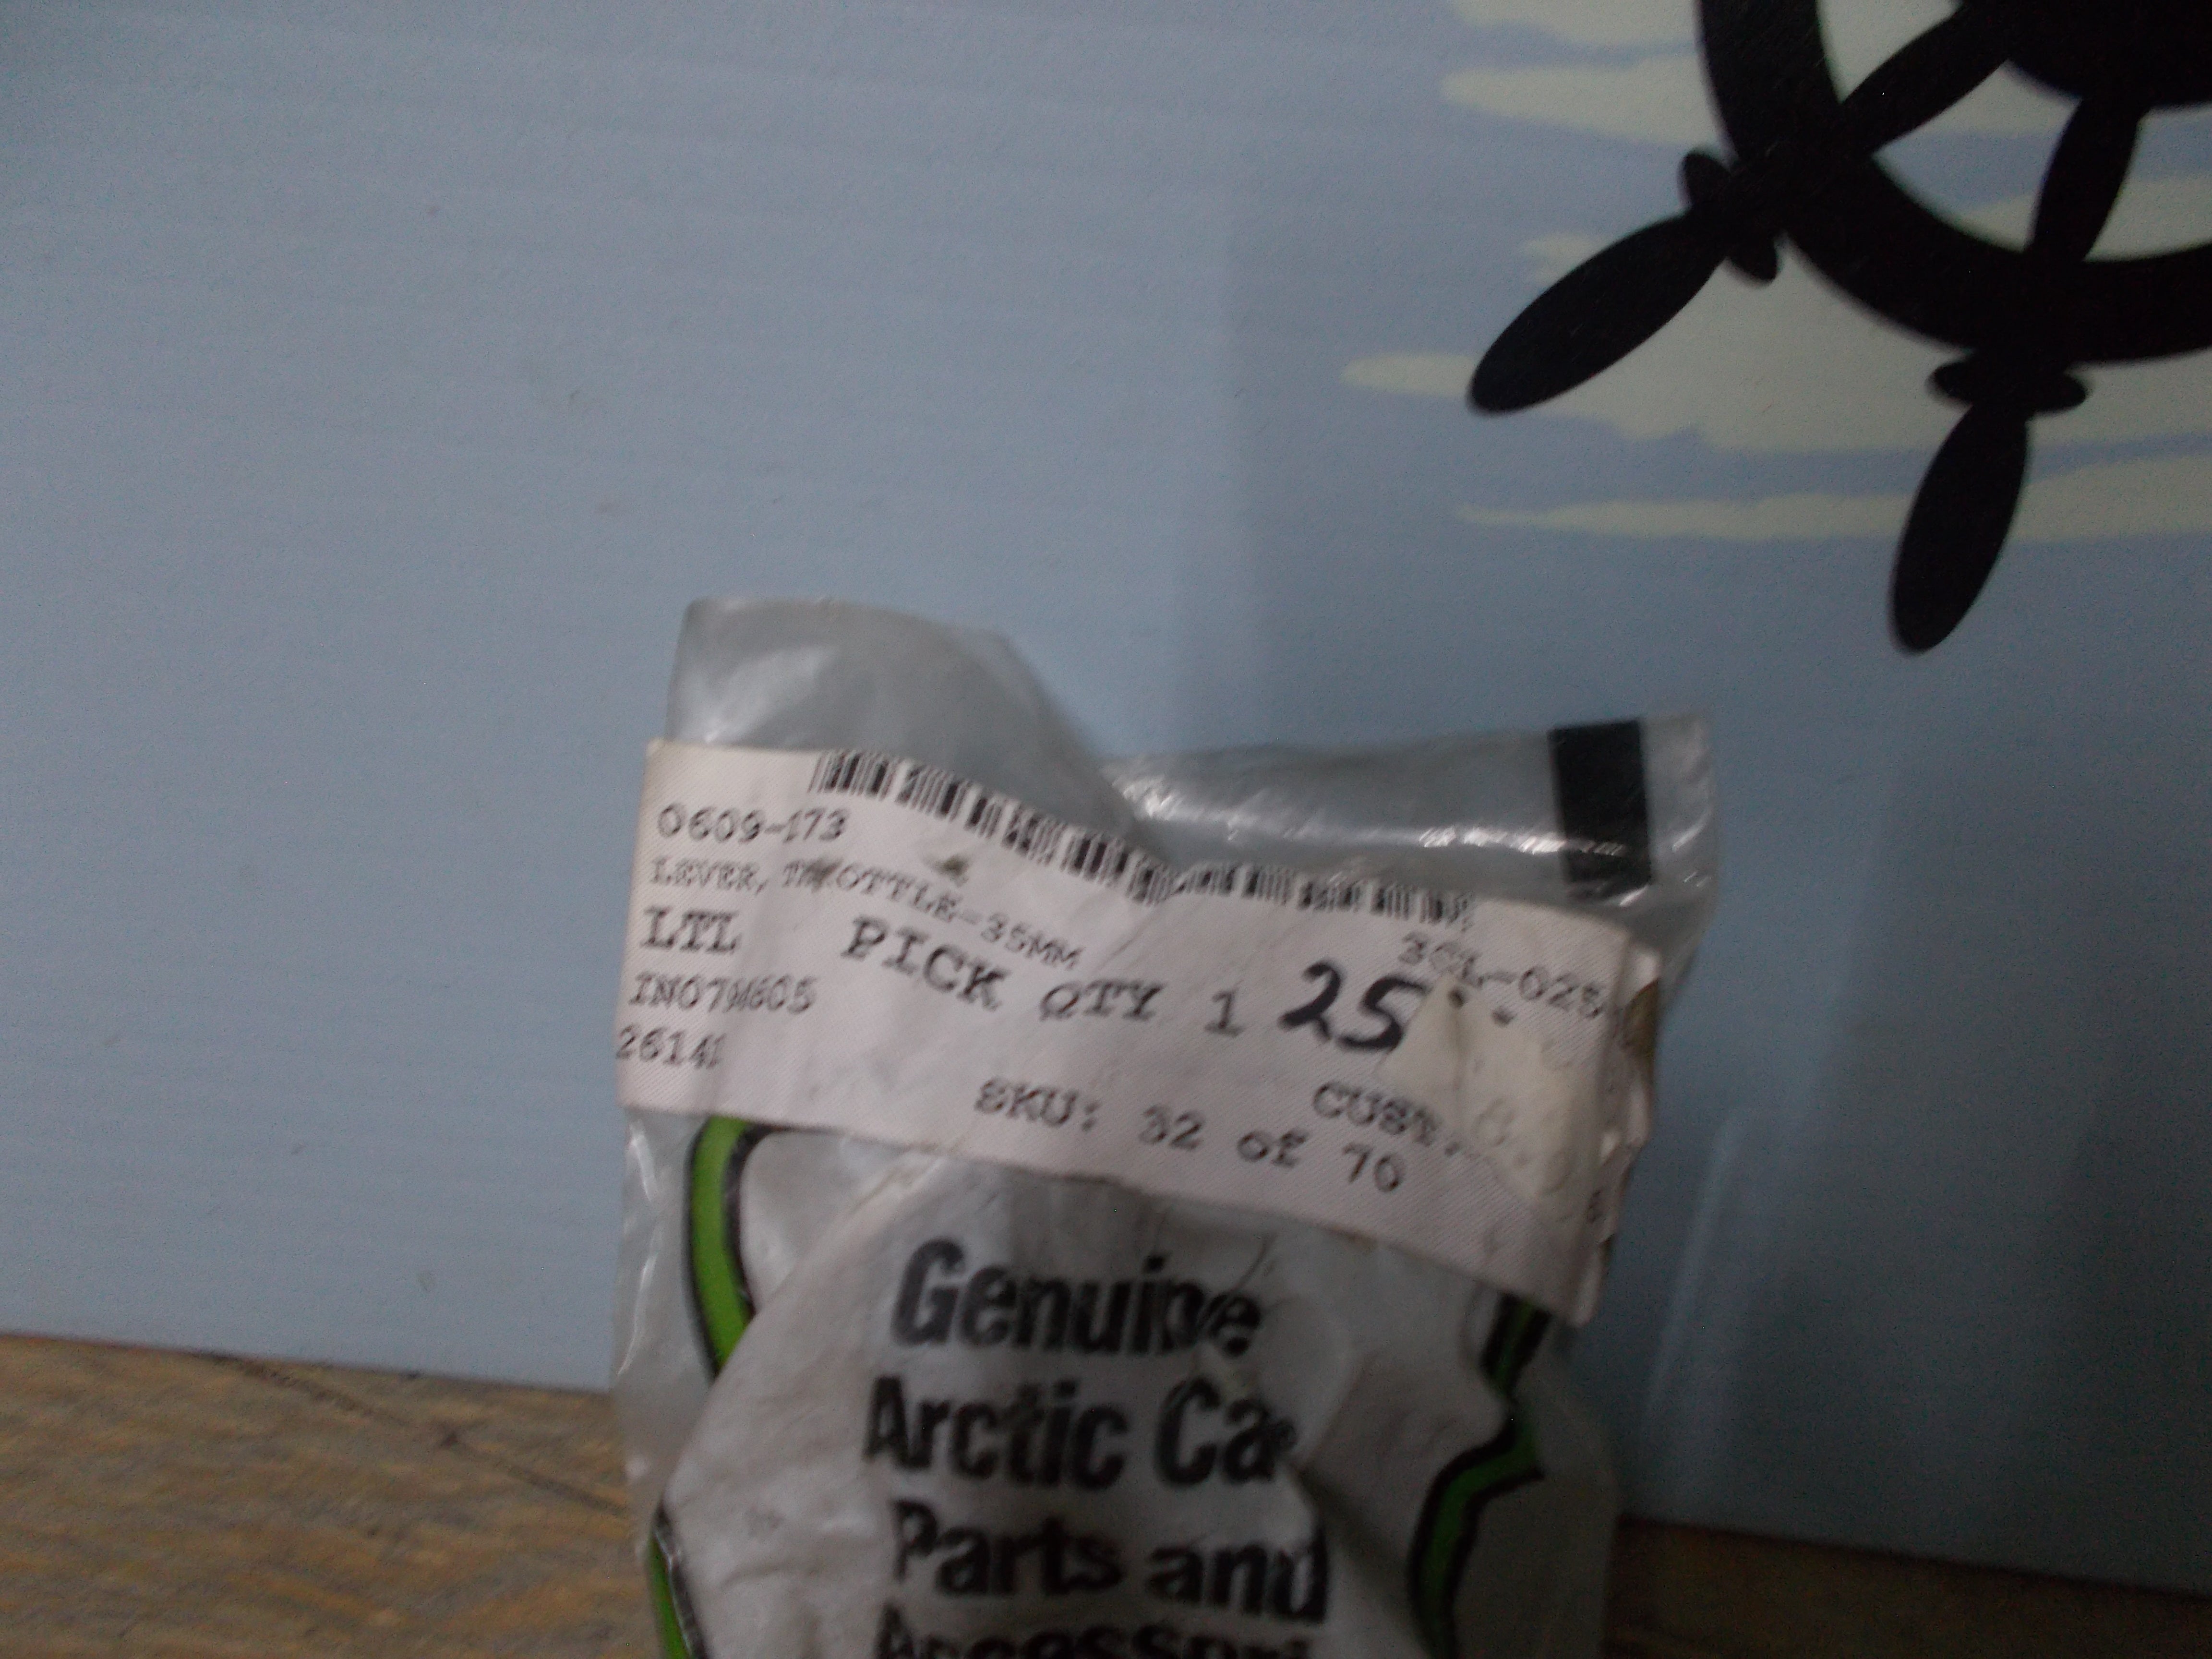 0609-173
LEVER, THROTTLE-35MM
LTL PICK QTY 1 25
IN07M605
SKU: 32 of 70
CUST.
Genuine
Arctic Ca
Parts and
Accessori